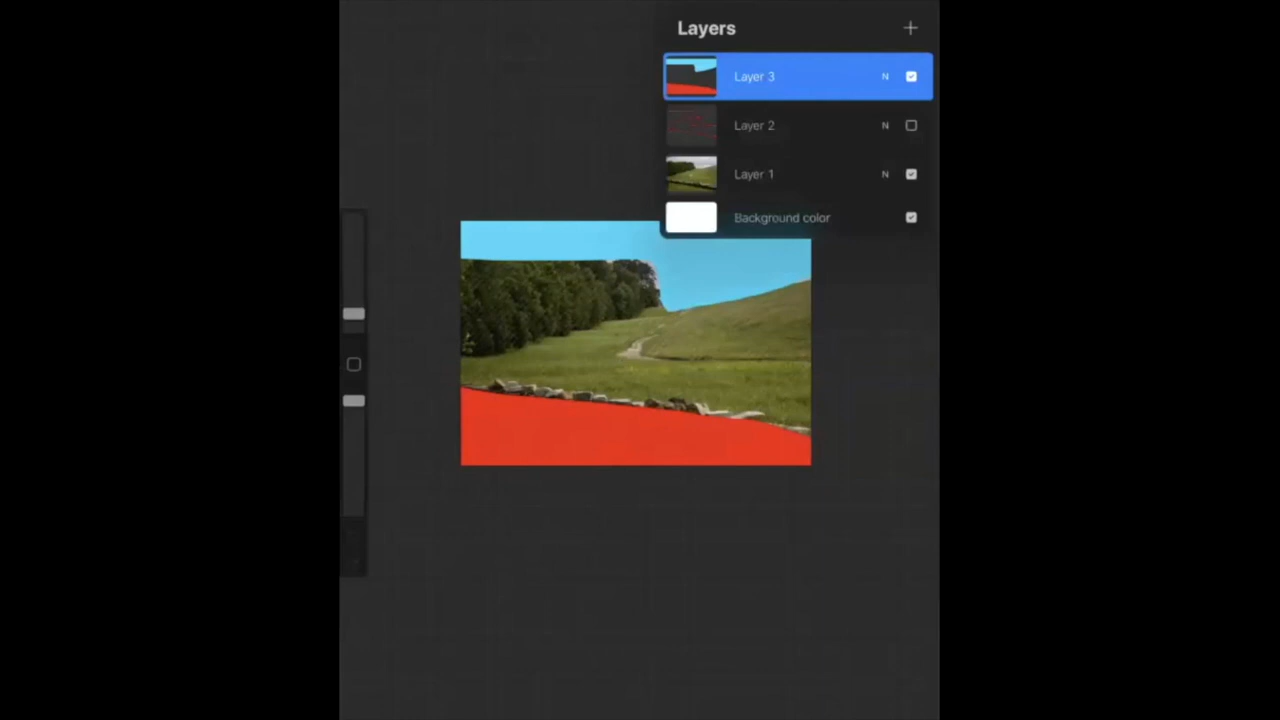 Layers
Layer 3 N
Layer 2 N
Layer 1 N
Background color